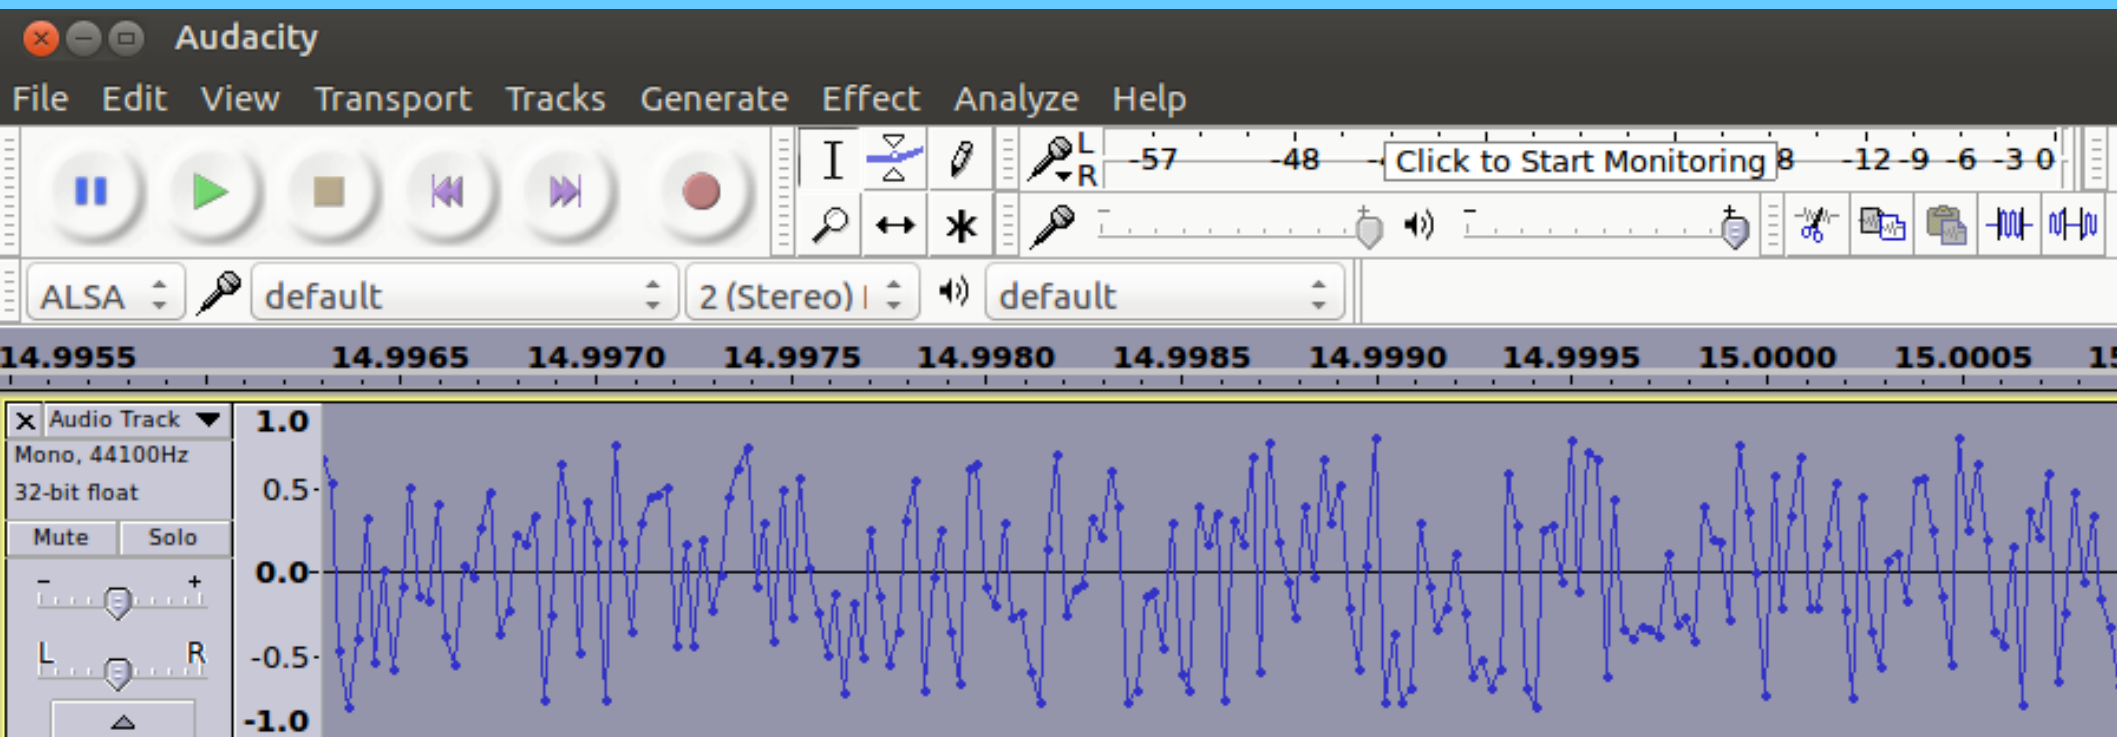 Audacity
File Edit View Transport Tracks Generate Effect Analyze Help
L
R
-57 -48 Click to Start Monitoring 8 -12 -9 -6 -3 0
ALSA default 2 (Stereo) default
14.9955 14.9965 14.9970 14.9975 14.9980 14.9985 14.9990 14.9995 15.0000 15.0005 15
X Audio Track
Mono, 44100Hz
32-bit float
Mute Solo
- +
L R
1.0
0.5
0.0
-0.5
-1.0